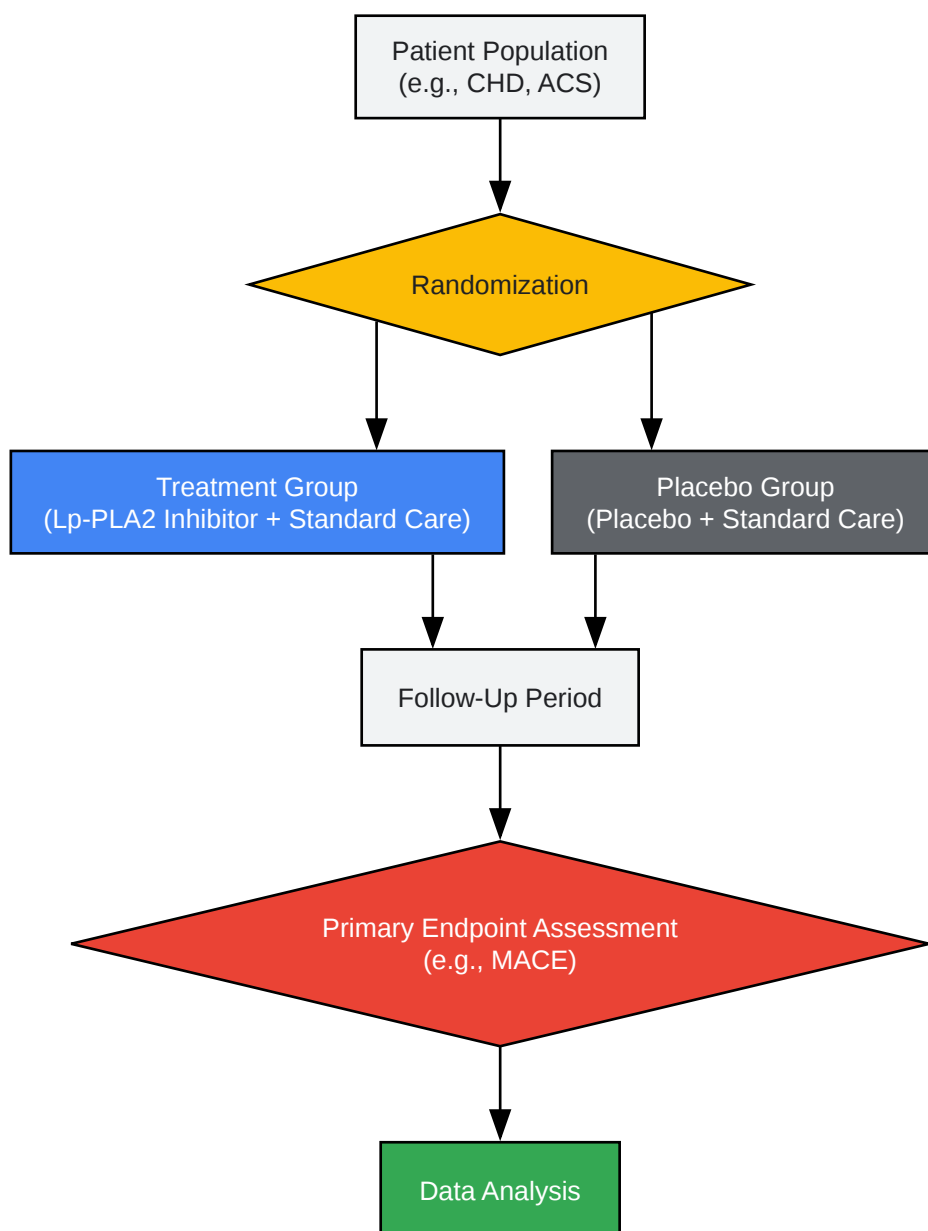 Patient Population
(e.g., CHD, ACS)
Randomization
Treatment Group
(Lp-PLA2 Inhibitor + Standard Care)
Placebo Group
(Placebo + Standard Care)
Follow-Up Period
Primary Endpoint Assessment
(e.g., MACE)
Data Analysis